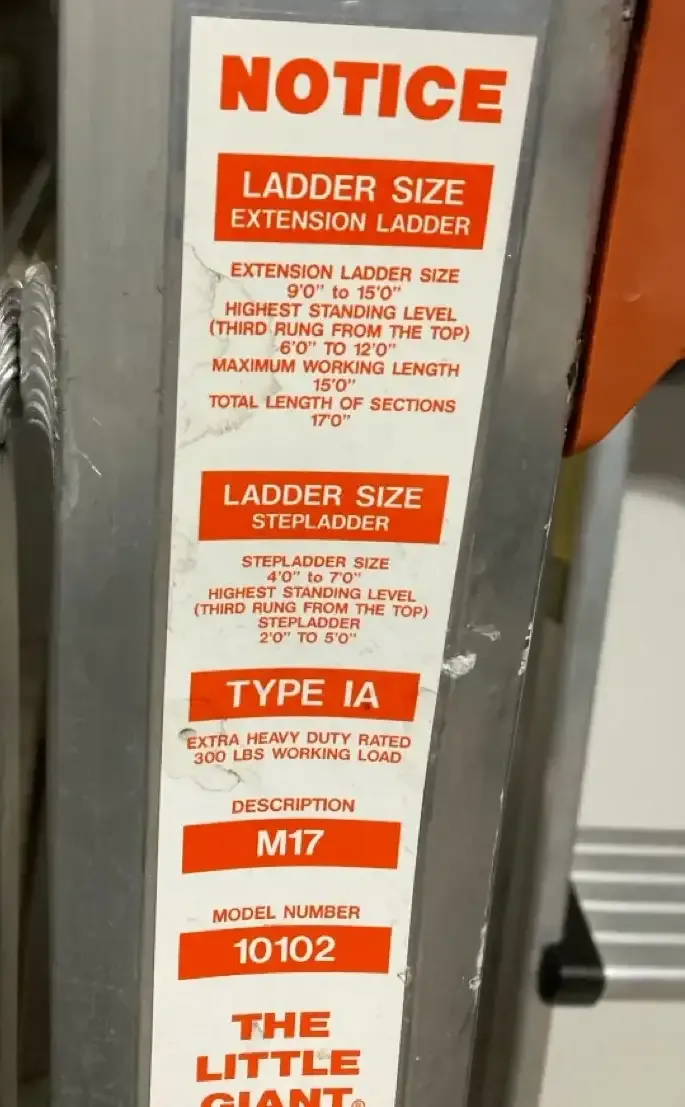 NOTICE
LADDER SIZE
EXTENSION LADDER
EXTENSION LADDER SIZE
9'0" to 15'0"
HIGHEST STANDING LEVEL
(THIRD RUNG FROM THE TOP)
6'0" TO 12'0"
MAXIMUM WORKING LENGTH
15'0"
TOTAL LENGTH OF SECTIONS
17'0"
LADDER SIZE
STEPLADDER
STEPLADDER SIZE
4'0" to 7'0"
HIGHEST STANDING LEVEL
(THIRD RUNG FROM THE TOP)
STEPLADDER
2'0" TO 5'0"
TYPE IA
EXTRA HEAVY DUTY RATED
300 LBS WORKING LOAD
DESCRIPTION
M17
MODEL NUMBER
10102
THE
LITTLE
GIANT®